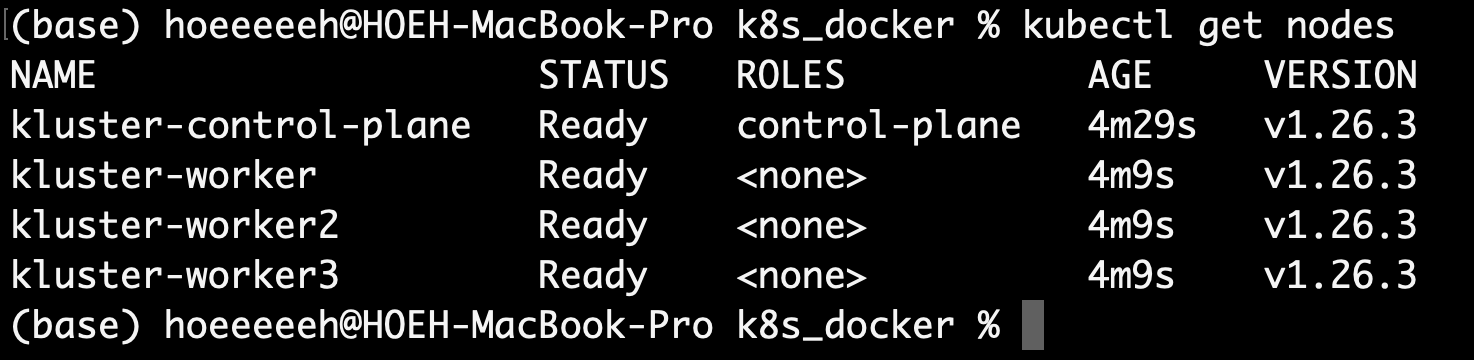 (base) hoeeeeeh@HOEH-MacBook-Pro k8s_docker % kubectl get nodes
NAME STATUS ROLES AGE VERSION
kluster-control-plane Ready control-plane 4m29s v1.26.3
kluster-worker Ready <none> 4m9s v1.26.3
kluster-worker2 Ready <none> 4m9s v1.26.3
kluster-worker3 Ready <none> 4m9s v1.26.3
(base) hoeeeeeh@HOEH-MacBook-Pro k8s_docker %